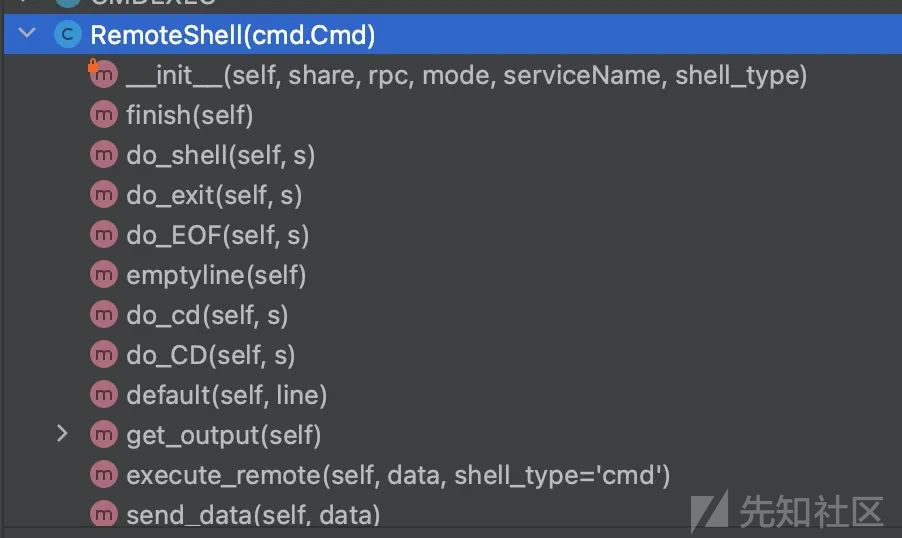 CMDEXEC
RemoteShell(cmd.Cmd)
__init__(self, share, rpc, mode, serviceName, shell_type)
finish(self)
do_shell(self, s)
do_exit(self, s)
do_EOF(self, s)
emptyline(self)
do_cd(self, s)
do_CD(self, s)
default(self, line)
get_output(self)
execute_remote(self, data, shell_type='cmd')
send_data(self, data)
先知社区